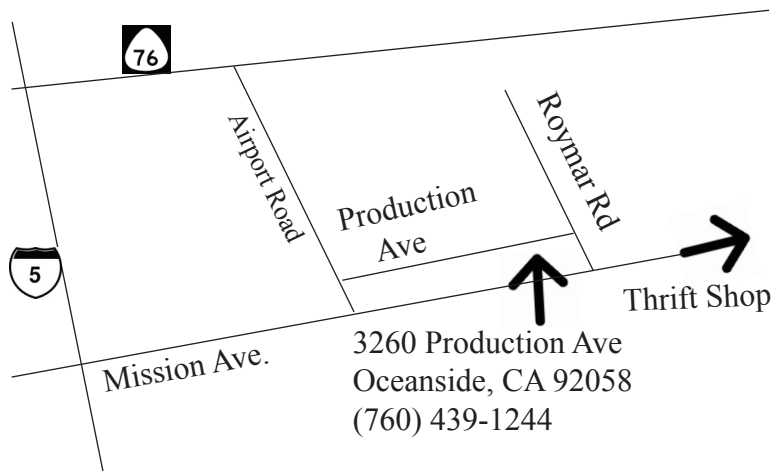 76
Airport Road
Roymar Rd
Production
Ave
5
Thrift Shop
Mission Ave.
3260 Production Ave
Oceanside, CA 92058
(760) 439-1244